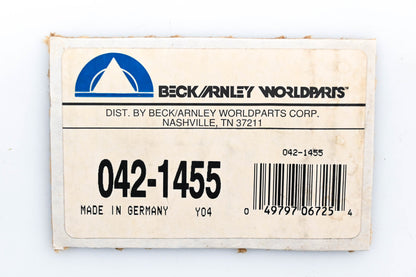 BECK/ARNLEY WORLDPARTS™
DIST. BY BECK/ARNLEY WORLDPARTS CORP.
NASHVILLE, TN 37211
042-1455
042-1455
MADE IN GERMANY Y04
0 49797 06725 4